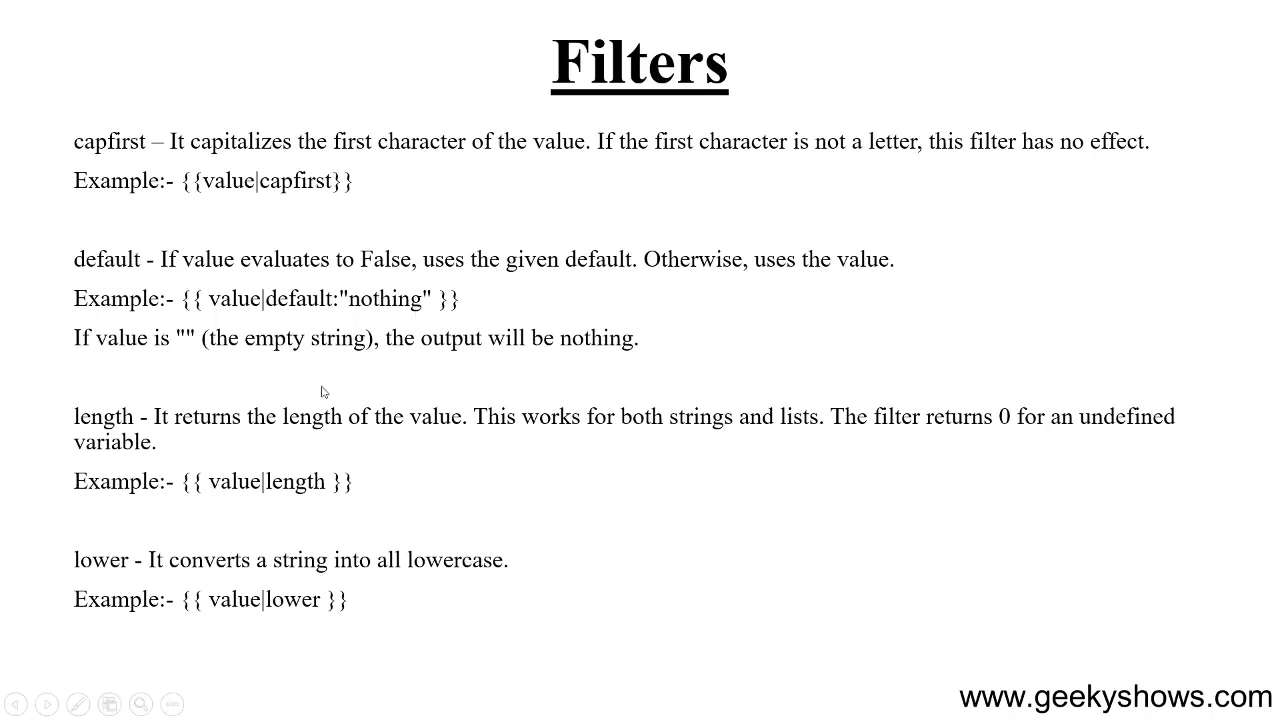 Filters
capfirst – It capitalizes the first character of the value. If the first character is not a letter, this filter has no effect.
Example:- {{value|capfirst}}
default - If value evaluates to False, uses the given default. Otherwise, uses the value.
Example:- {{ value|default:"nothing" }}
If value is "" (the empty string), the output will be nothing.
length - It returns the length of the value. This works for both strings and lists. The filter returns 0 for an undefined
variable.
Example:- {{ value|length }}
lower - It converts a string into all lowercase.
Example:- {{ value|lower }}
www.geekyshows.com